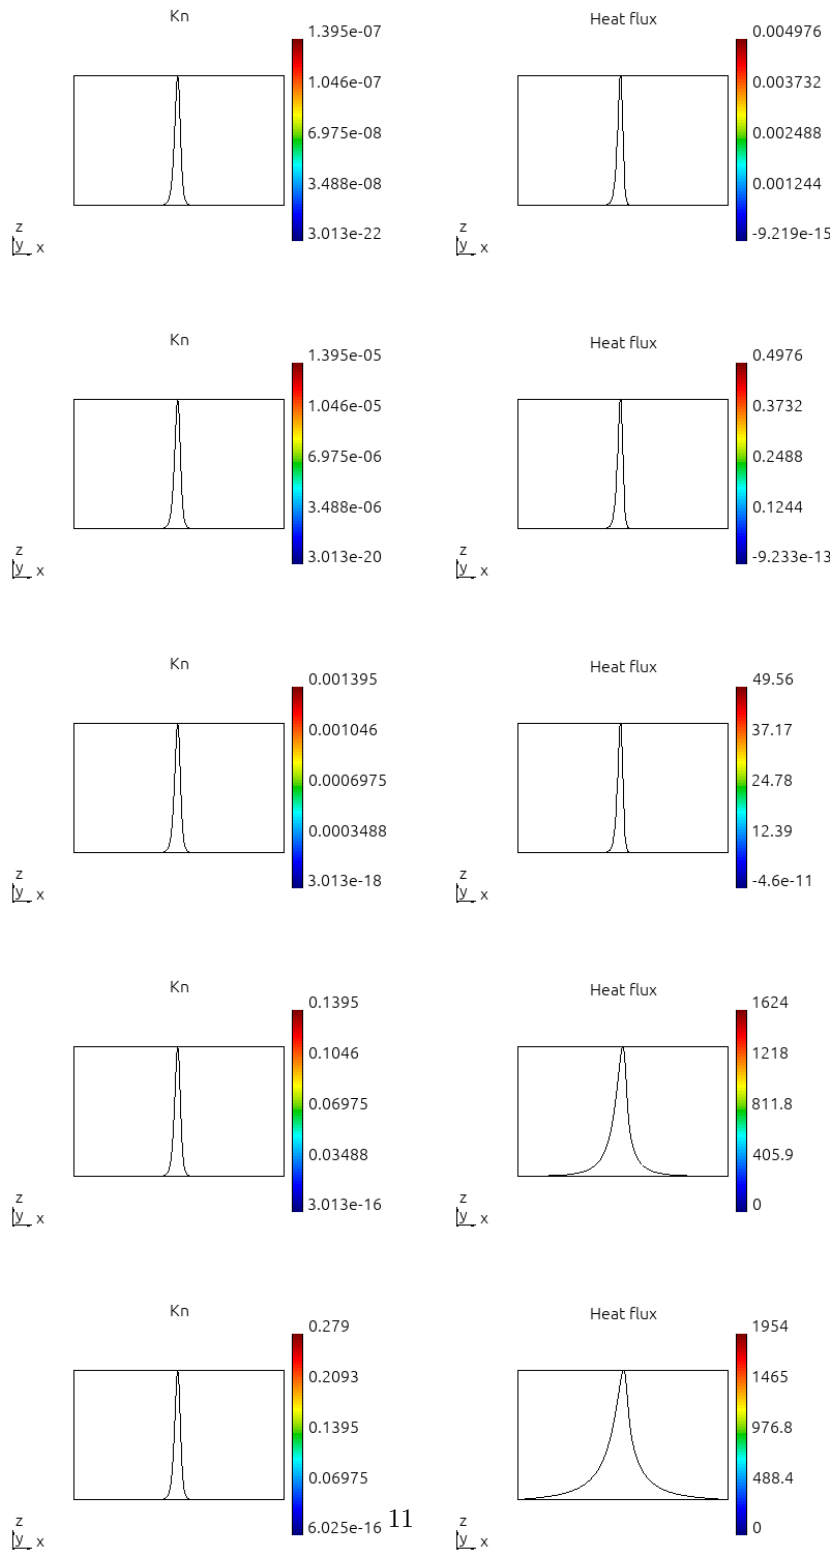 Kn
1.395e-07
1.046e-07
6.975e-08
3.488e-08
3.013e-22
z
y x
Heat flux
0.004976
0.003732
0.002488
0.001244
-9.219e-15
z
y x
Kn
1.395e-05
1.046e-05
6.975e-06
3.488e-06
3.013e-20
z
y x
Heat flux
0.4976
0.3732
0.2488
0.1244
-9.233e-13
z
y x
Kn
0.001395
0.001046
0.0006975
0.0003488
3.013e-18
z
y x
Heat flux
49.56
37.17
24.78
12.39
-4.6e-11
z
y x
Kn
0.1395
0.1046
0.06975
0.03488
3.013e-16
z
y x
Heat flux
1624
1218
811.8
405.9
0
z
y x
Kn
0.279
0.2093
0.1395
0.06975
6.025e-16
z
y x
Heat flux
1954
1465
976.8
488.4
0
z
y x
11